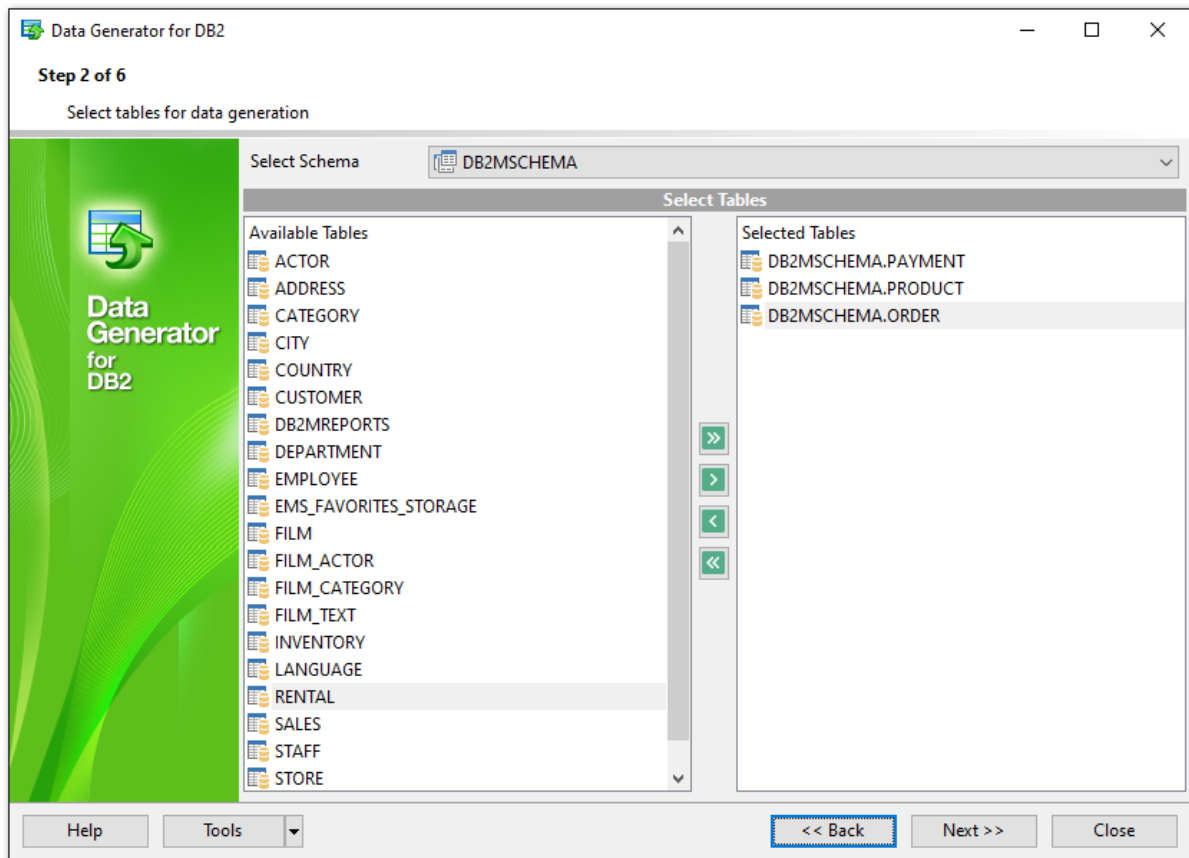 Data Generator for DB2
Step 2 of 6
Select tables for data generation
Data
Generator
for
DB2
Select Schema
DB2MSCHEMA
Select Tables
Available Tables
ACTOR
ADDRESS
CATEGORY
CITY
COUNTRY
CUSTOMER
DB2MREPORTS
DEPARTMENT
EMPLOYEE
EMS_FAVORITES_STORAGE
FILM
FILM_ACTOR
FILM_CATEGORY
FILM_TEXT
INVENTORY
LANGUAGE
RENTAL
SALES
STAFF
STORE
Selected Tables
DB2MSCHEMA.PAYMENT
DB2MSCHEMA.PRODUCT
DB2MSCHEMA.ORDER
Help
Tools
<< Back
Next >>
Close